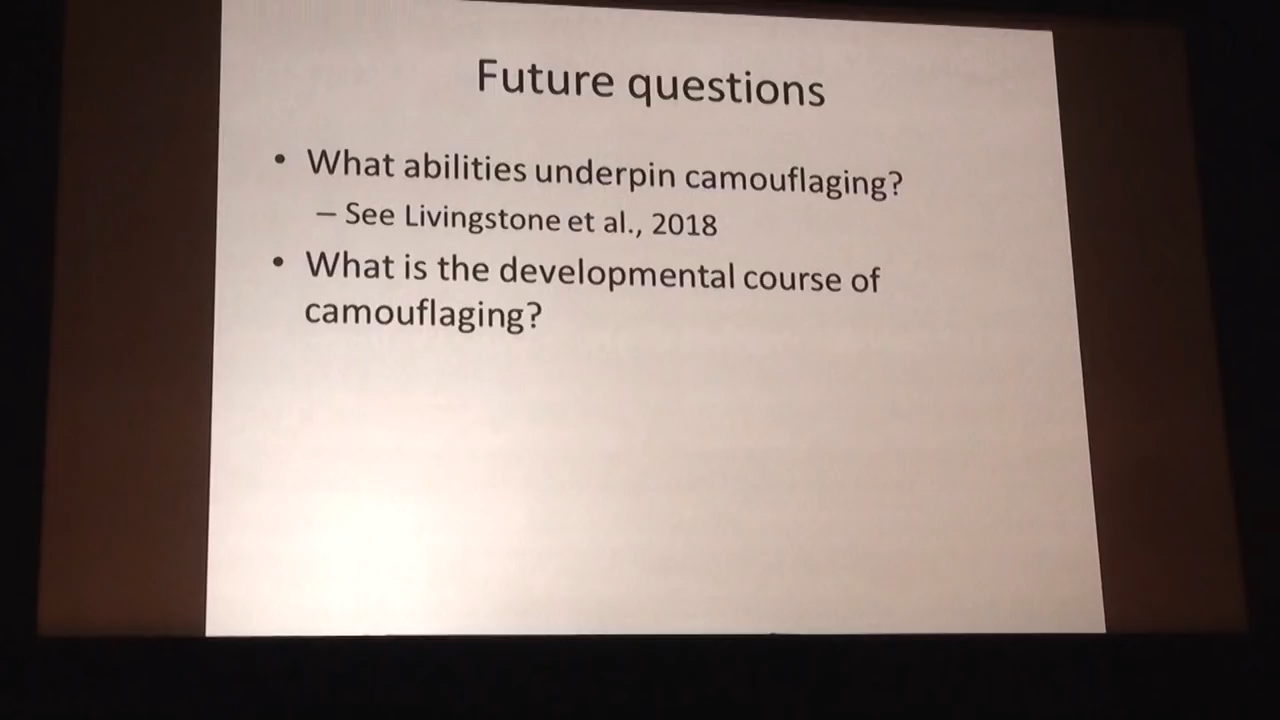 Future questions
• What abilities underpin camouflaging?
– See Livingstone et al., 2018
• What is the developmental course of
camouflaging?